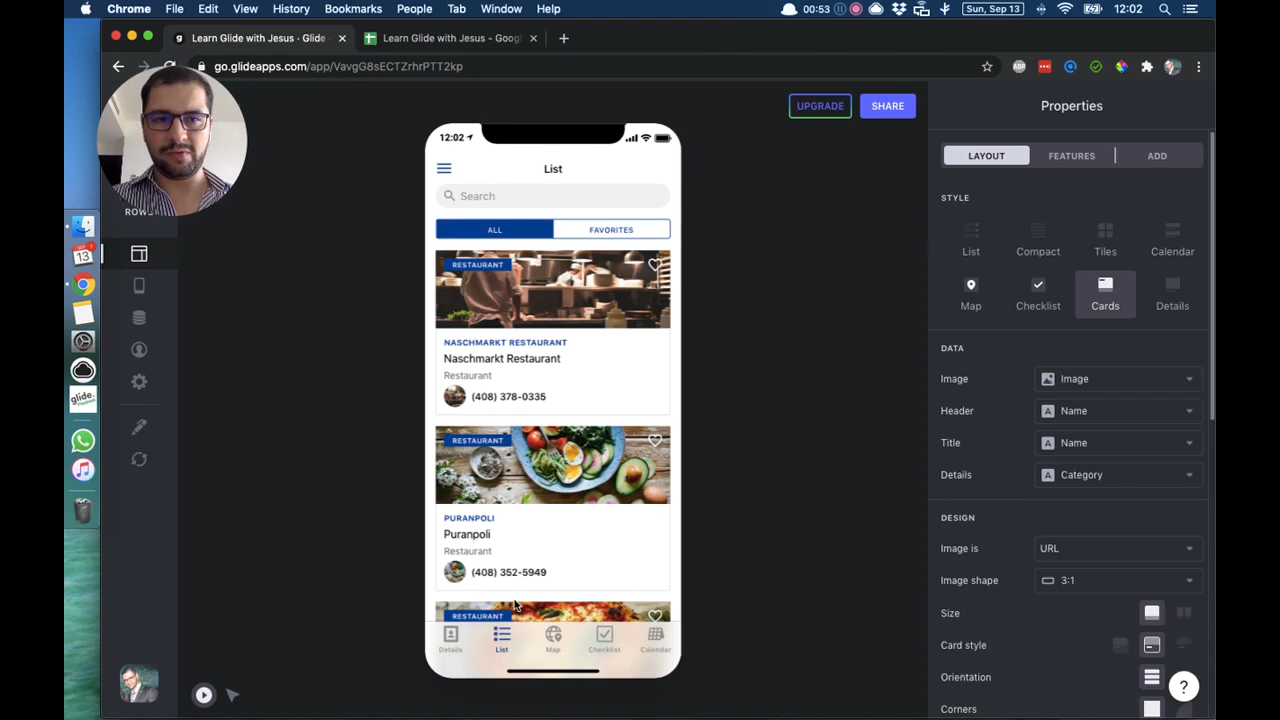 Chrome File Edit View History Bookmarks People Tab Window Help 00:53 Sun, Sep 13 12:02
Learn Glide with Jesus · Glide
Learn Glide with Jesus - Goog
go.glideapps.com/app/VavgG8sECTZrhrPTT2kp
UPGRADE
SHARE
Properties
12:02
List
Search
ALL
FAVORITES
RESTAURANT
NASCHMARKT RESTAURANT
Naschmarkt Restaurant
Restaurant
(408) 378-0335
RESTAURANT
PURANPOLI
Puranpoli
Restaurant
(408) 352-5949
RESTAURANT
Details List Map Checklist Calendar
LAYOUT FEATURES ADD
STYLE
List Compact Tiles Calendar
Map Checklist Cards Details
DATA
Image Image
Header A Name
Title A Name
Details A Category
DESIGN
Image is URL
Image shape 3:1
Size
Card style
Orientation
Corners
?
13
glide